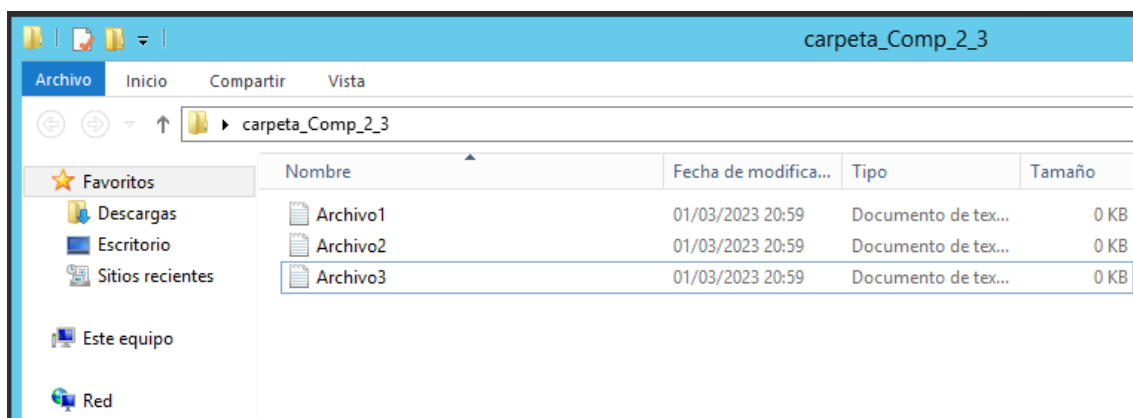 carpeta_Comp_2_3
Archivo Inicio Compartir Vista
carpeta_Comp_2_3
Favoritos
Descargas
Escritorio
Sitios recientes
Este equipo
Red
Nombre Fecha de modifica... Tipo Tamaño
Archivo1 01/03/2023 20:59 Documento de tex... 0 KB
Archivo2 01/03/2023 20:59 Documento de tex... 0 KB
Archivo3 01/03/2023 20:59 Documento de tex... 0 KB